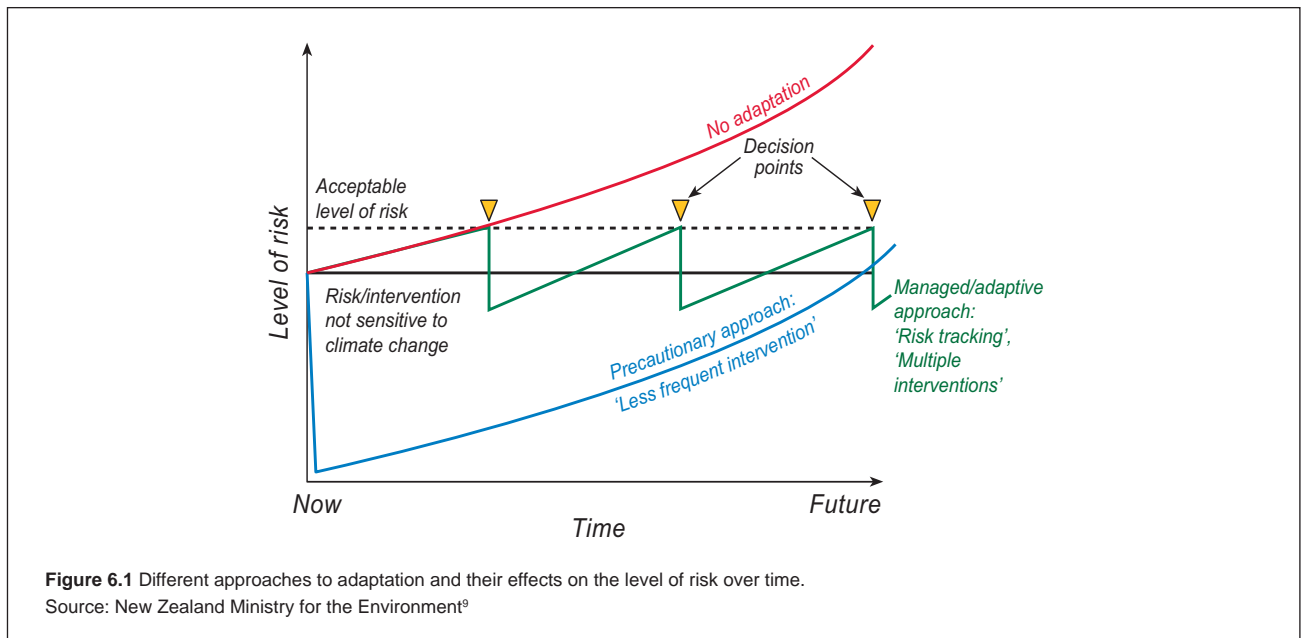 No adaptation
Decision
points
Acceptable
level of risk
Level of risk
Risk/intervention
not sensitive to
climate change
Precautionary approach:
‘Less frequent intervention’
Managed/adaptive
approach:
‘Risk tracking’,
‘Multiple
interventions’
Now
Future
Time
Figure 6.1 Different approaches to adaptation and their effects on the level of risk over time.
Source: New Zealand Ministry for the Environment⁹